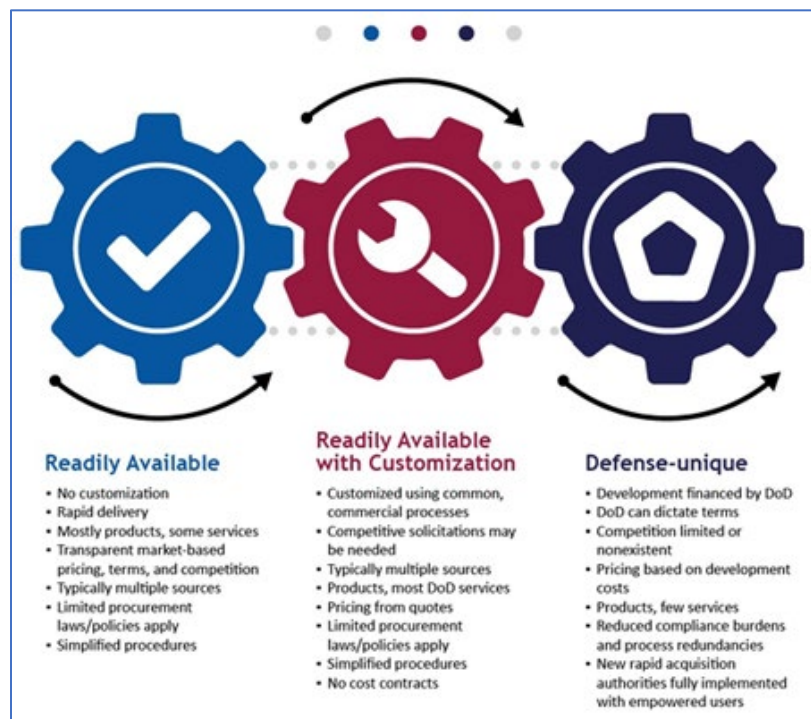 Readily Available
• No customization
• Rapid delivery
• Mostly products, some services
• Transparent market-based
pricing, terms, and competition
• Typically multiple sources
• Limited procurement
laws/policies apply
• Simplified procedures
Readily Available
with Customization
• Customized using common,
commercial processes
• Competitive solicitations may
be needed
• Typically multiple sources
• Products, most DoD services
• Pricing from quotes
• Limited procurement
laws/policies apply
• Simplified procedures
• No cost contracts
Defense-unique
• Development financed by DoD
• DoD can dictate terms
• Competition limited or
nonexistent
• Pricing based on development
costs
• Products, few services
• Reduced compliance burdens
and process redundancies
• New rapid acquisition
authorities fully implemented
with empowered users